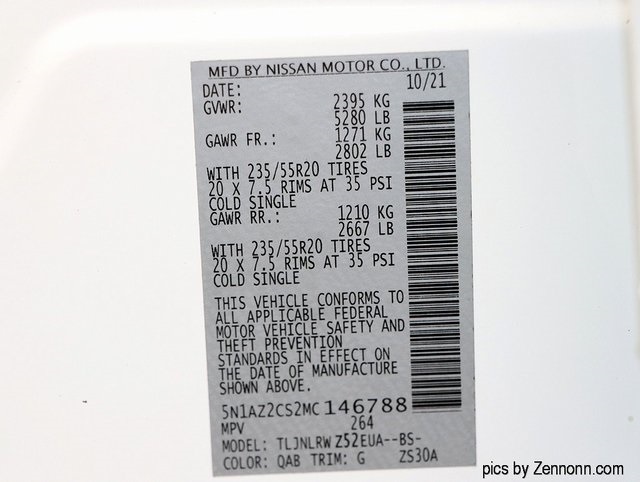 MFD BY NISSAN MOTOR CO., LTD.
DATE: 10/21
GVWR: 2395 KG
5280 LB
GAWR FR.: 1271 KG
2802 LB
WITH 235/55R20 TIRES
20 X 7.5 RIMS AT 35 PSI
COLD SINGLE
GAWR RR.: 1210 KG
2667 LB
WITH 235/55R20 TIRES
20 X 7.5 RIMS AT 35 PSI
COLD SINGLE
THIS VEHICLE CONFORMS TO
ALL APPLICABLE FEDERAL
MOTOR VEHICLE SAFETY AND
THEFT PREVENTION
STANDARDS IN EFFECT ON
THE DATE OF MANUFACTURE
SHOWN ABOVE.
5N1AZ2CS2MC146788
MPV 264
MODEL: TLJNLRW Z52EUA--BS-
COLOR: QAB TRIM: G ZS30A
pics by Zennonn.com